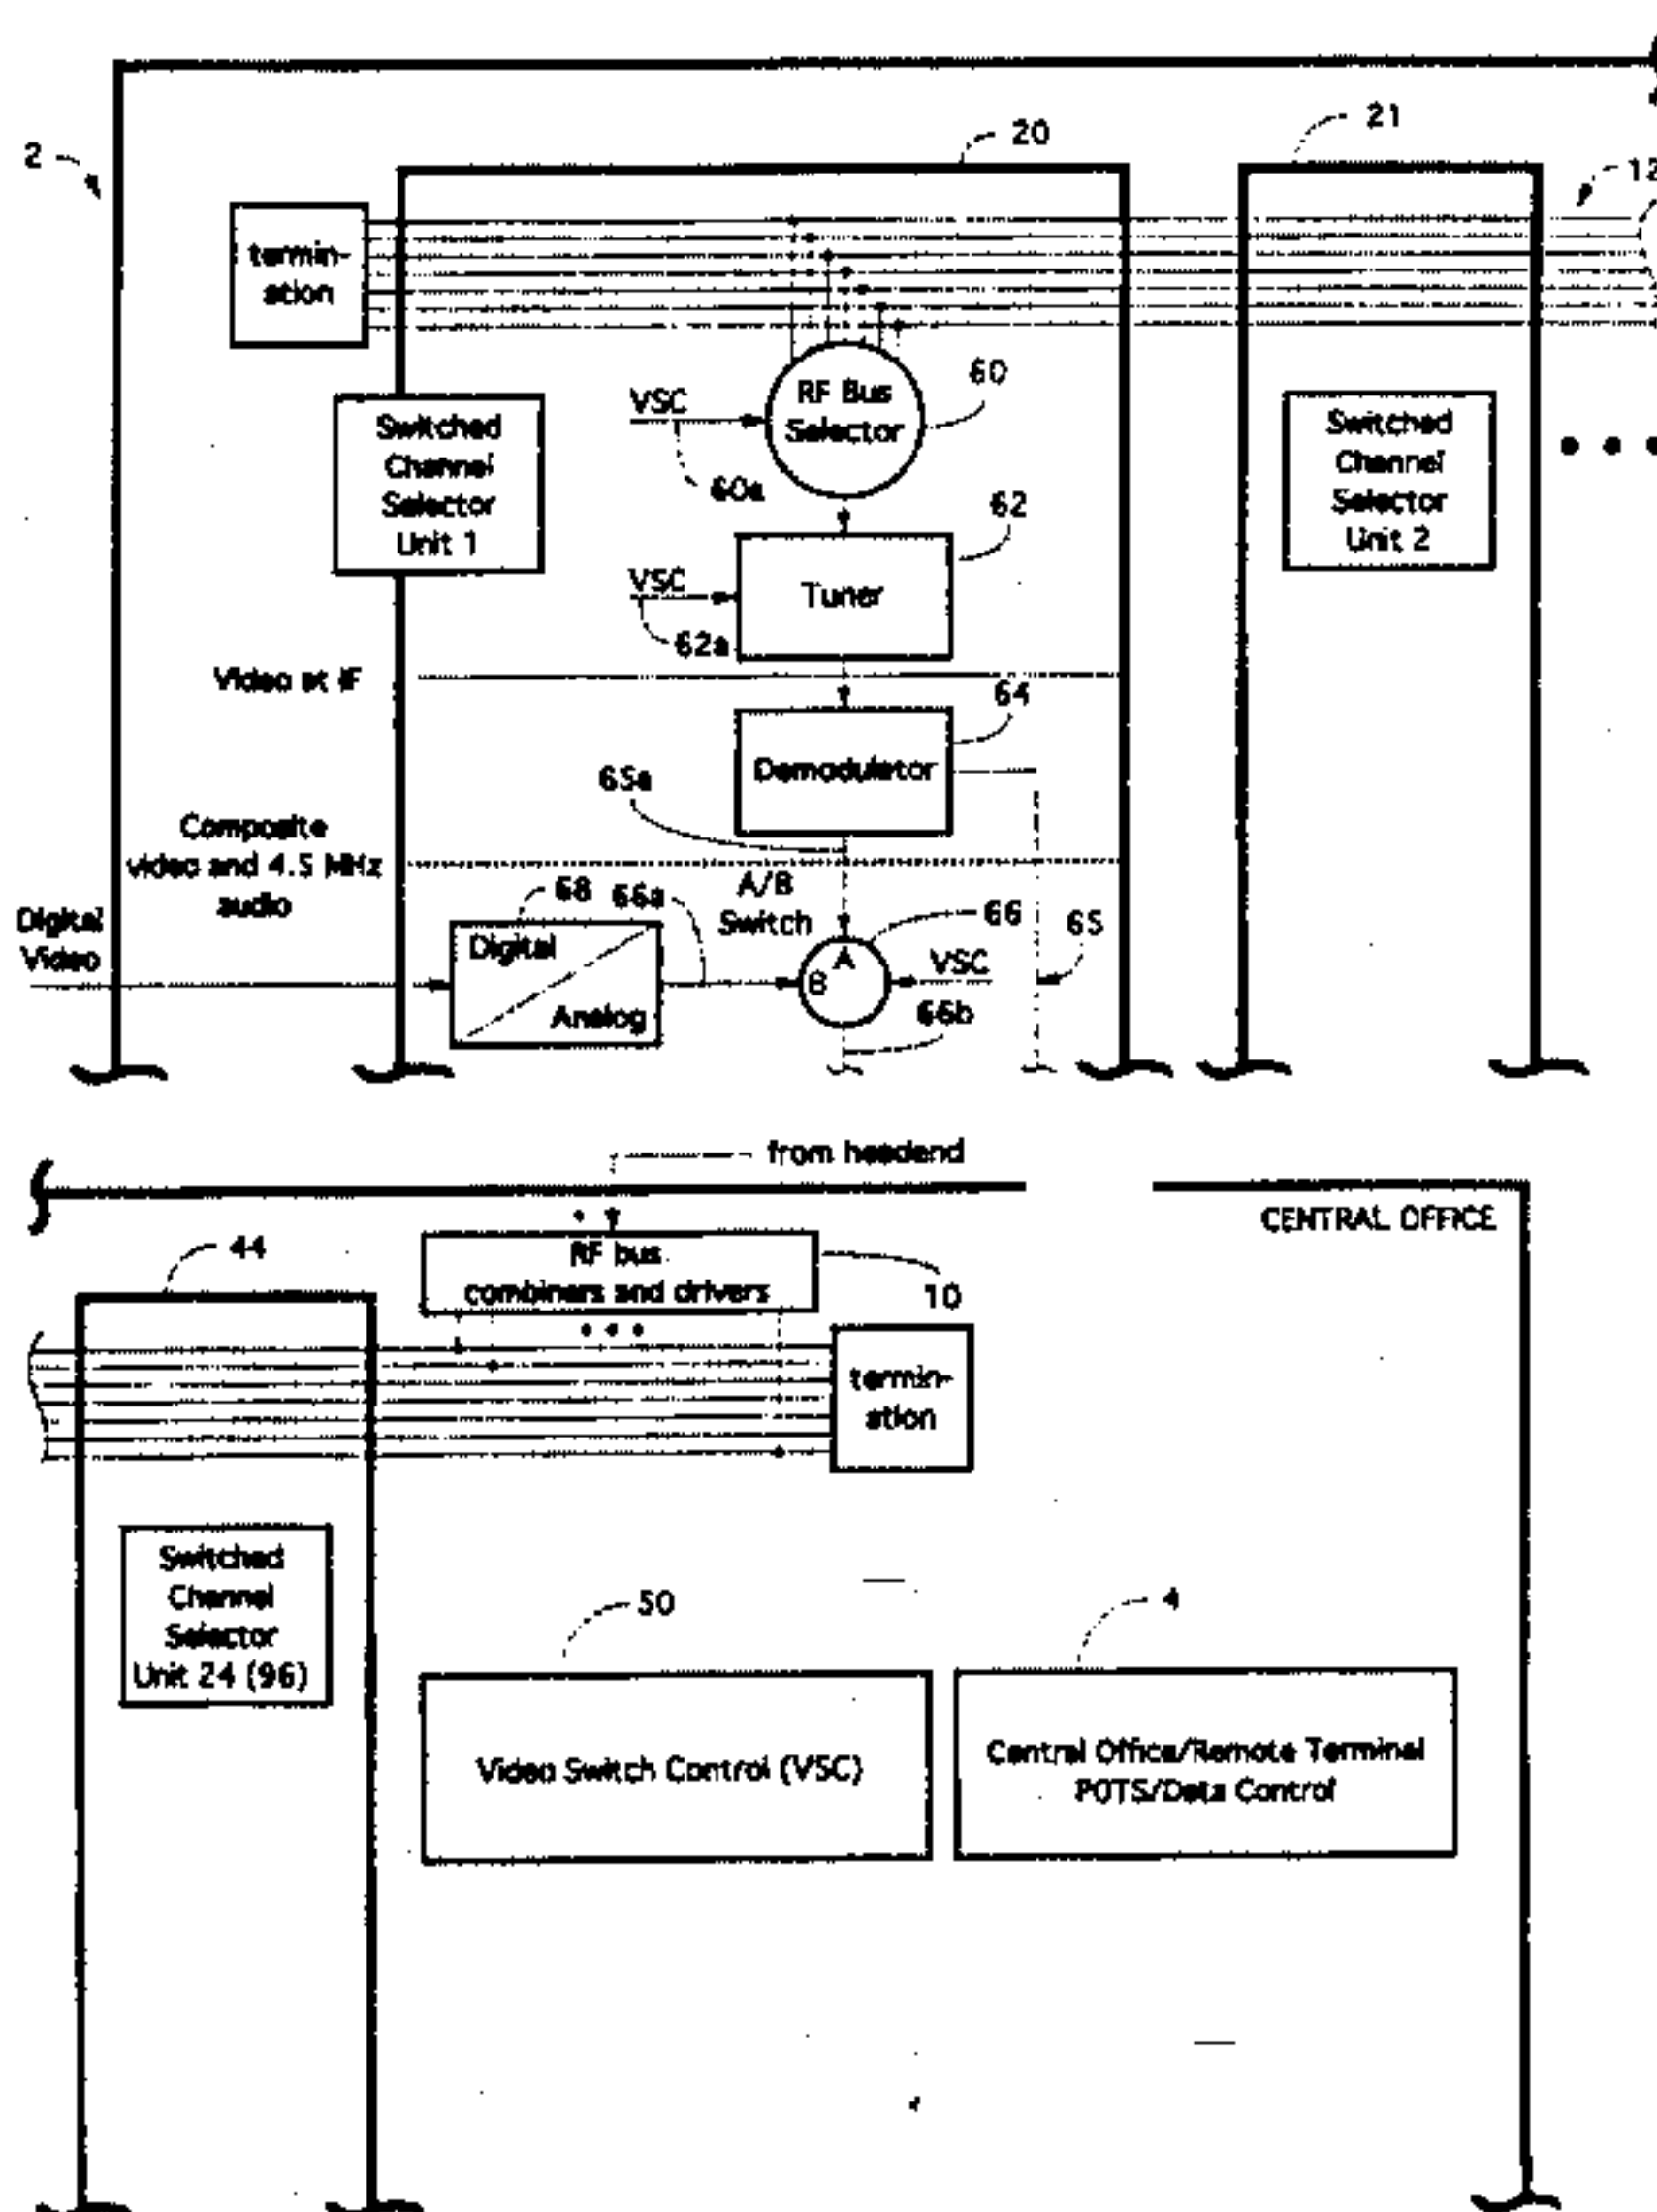 2
20
21
12
termin-
ation
RF Bus
Selector
60
VSC
60a
Switched
Channel
Selector
Unit 1
Switched
Channel
Selector
Unit 2
62
VSC
Tuner
62a
Video at IF
64
Demodulator
65a
Composite
video and 4.5 MHz
audio
A/B
Switch
68 66a
66
65
Digital
Video
Digital
Analog
A
B
VSC
66b
from headend
CENTRAL OFFICE
44
RF bus
combiners and drivers
10
termin-
ation
Switched
Channel
Selector
Unit 24 (96)
50
4
Video Switch Control (VSC)
Central Office/Remote Terminal
POTS/Data Control